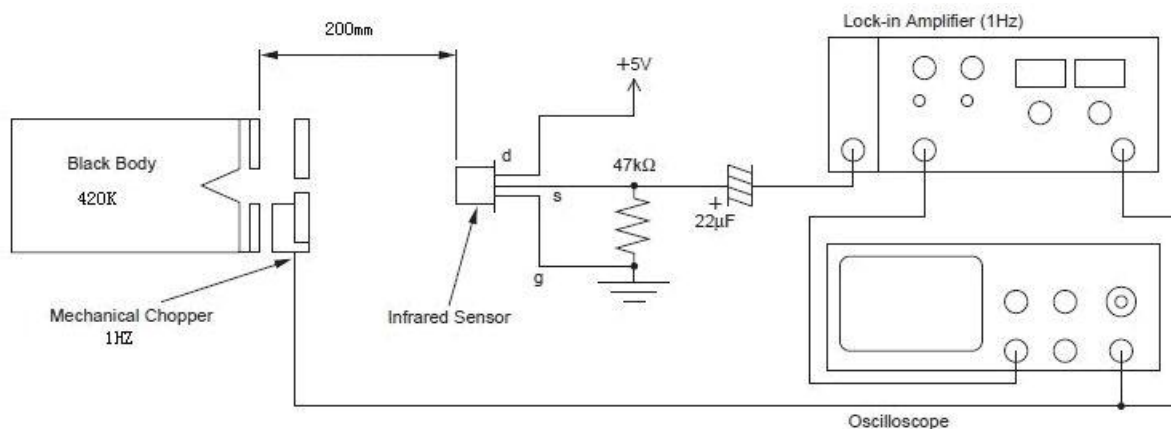 Lock-in Amplifier (1Hz)
200mm
+5V
Black Body
420K
d
s
g
47kΩ
+
22μF
Mechanical Chopper
1HZ
Infrared Sensor
Oscilloscope